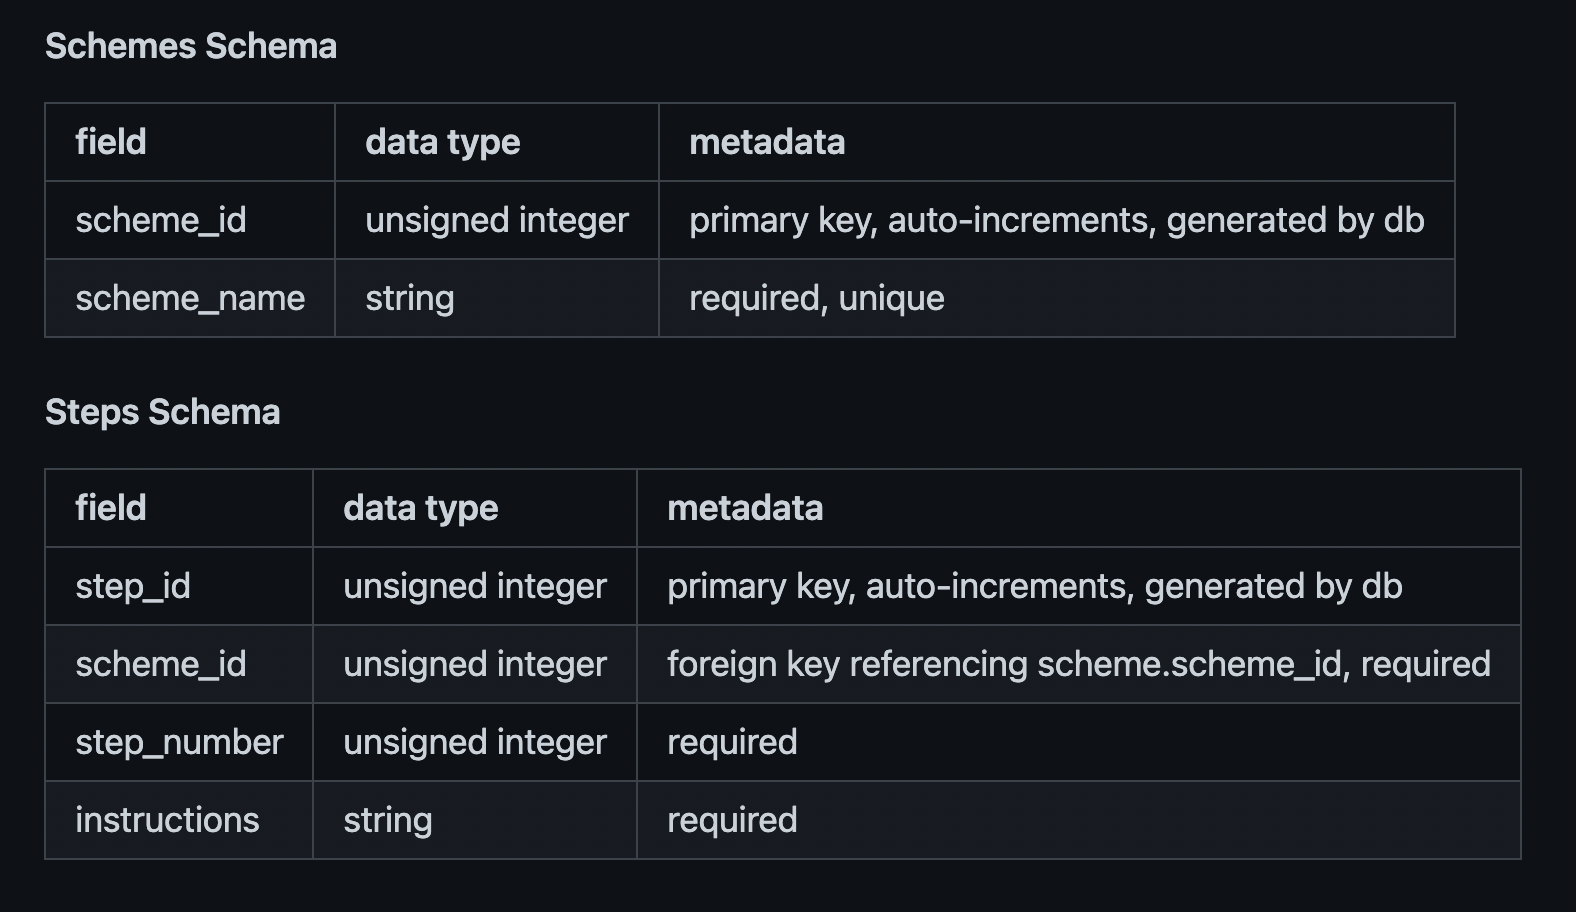 Schemes Schema
field data type metadata
scheme_id unsigned integer primary key, auto-increments, generated by db
scheme_name string required, unique
Steps Schema
field data type metadata
step_id unsigned integer primary key, auto-increments, generated by db
scheme_id unsigned integer foreign key referencing scheme.scheme_id, required
step_number unsigned integer required
instructions string required